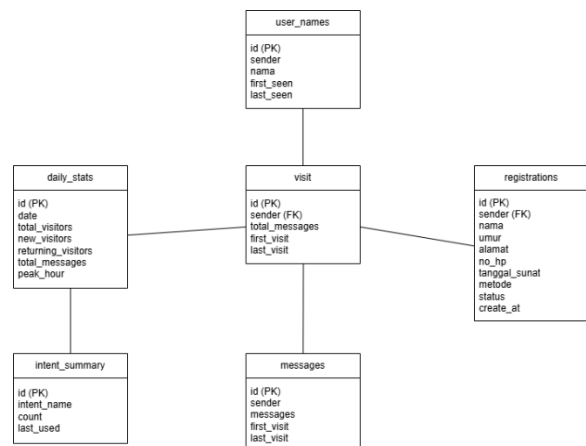 user_names
id (PK)
sender
nama
first_seen
last_seen
daily_stats
id (PK)
date
total_visitors
new_visitors
returning_visitors
total_messages
peak_hour
visit
id (PK)
sender (FK)
total_messages
first_visit
last_visit
registrations
id (PK)
sender (FK)
nama
umur
alamat
no_hp
tanggal_sunat
metode
status
create_at
intent_summary
id (PK)
intent_name
count
last_used
messages
id (PK)
sender
messages
first_visit
last_visit